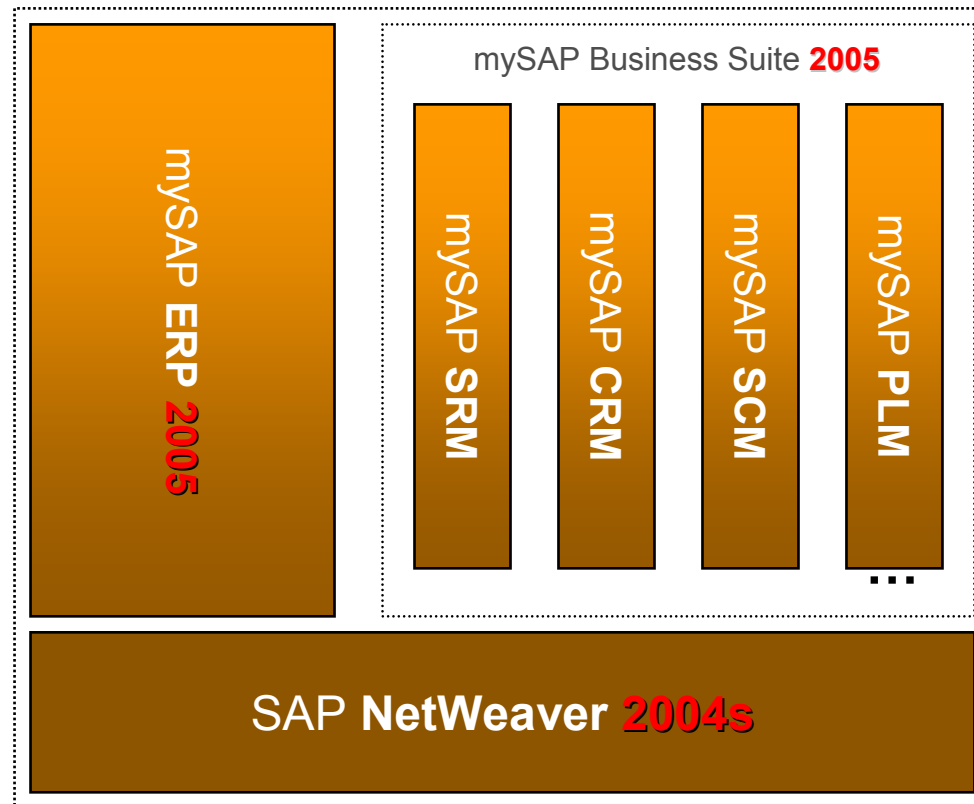 mySAP ERP 2005
mySAP Business Suite 2005
mySAP SRM
mySAP CRM
mySAP SCM
mySAP PLM
...
SAP NetWeaver 2004s